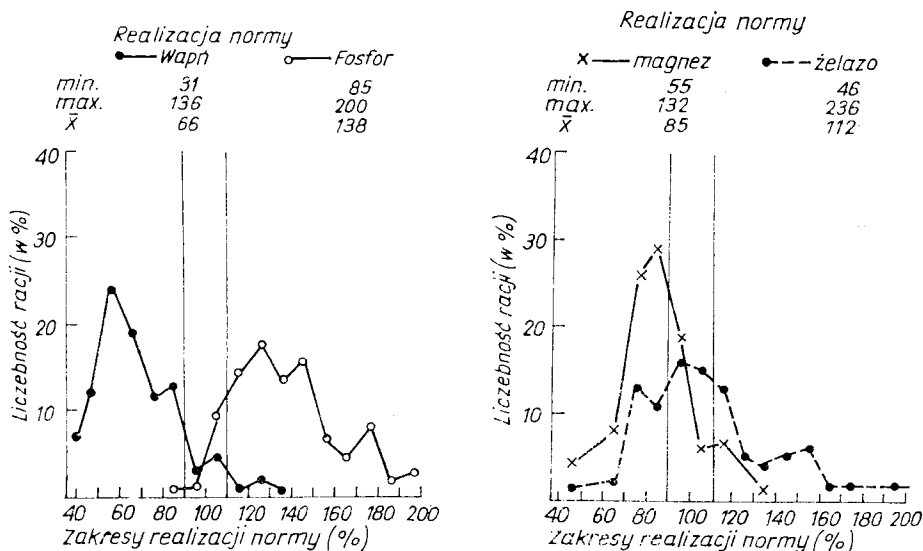 Realizacja normy
Wapń Fosfor
min. 31 85
max. 136 200
x̄ 66 138
40
30
20
10
Liczebność racji (w %)
40 60 80 100 120 140 160 180 200
Zakresy realizacji normy (%)
Realizacja normy
magnez żelazo
min. 55 46
max. 132 236
x̄ 85 112
40
30
20
10
Liczebność racji (w %)
40 60 80 100 120 140 160 180 200
Zakresy realizacji normy (%)